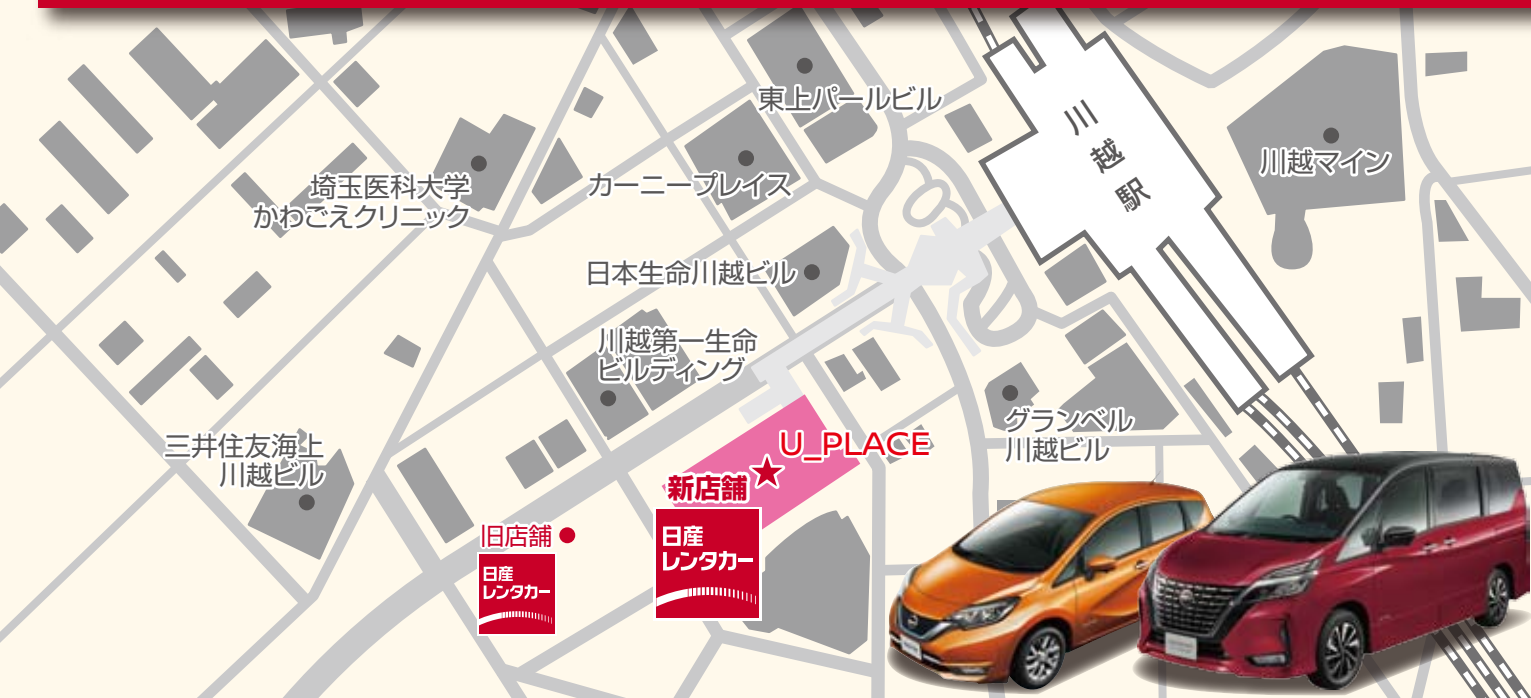 東上パールビル
川越駅
川越マイン
カーニープレイス
埼玉医科大学
かわごえクリニック
日本生命川越ビル
川越第一生命
ビルディング
グランベル
川越ビル
U_PLACE
新店舗
日産
レンタカー
三井住友海上
川越ビル
旧店舗
日産
レンタカー